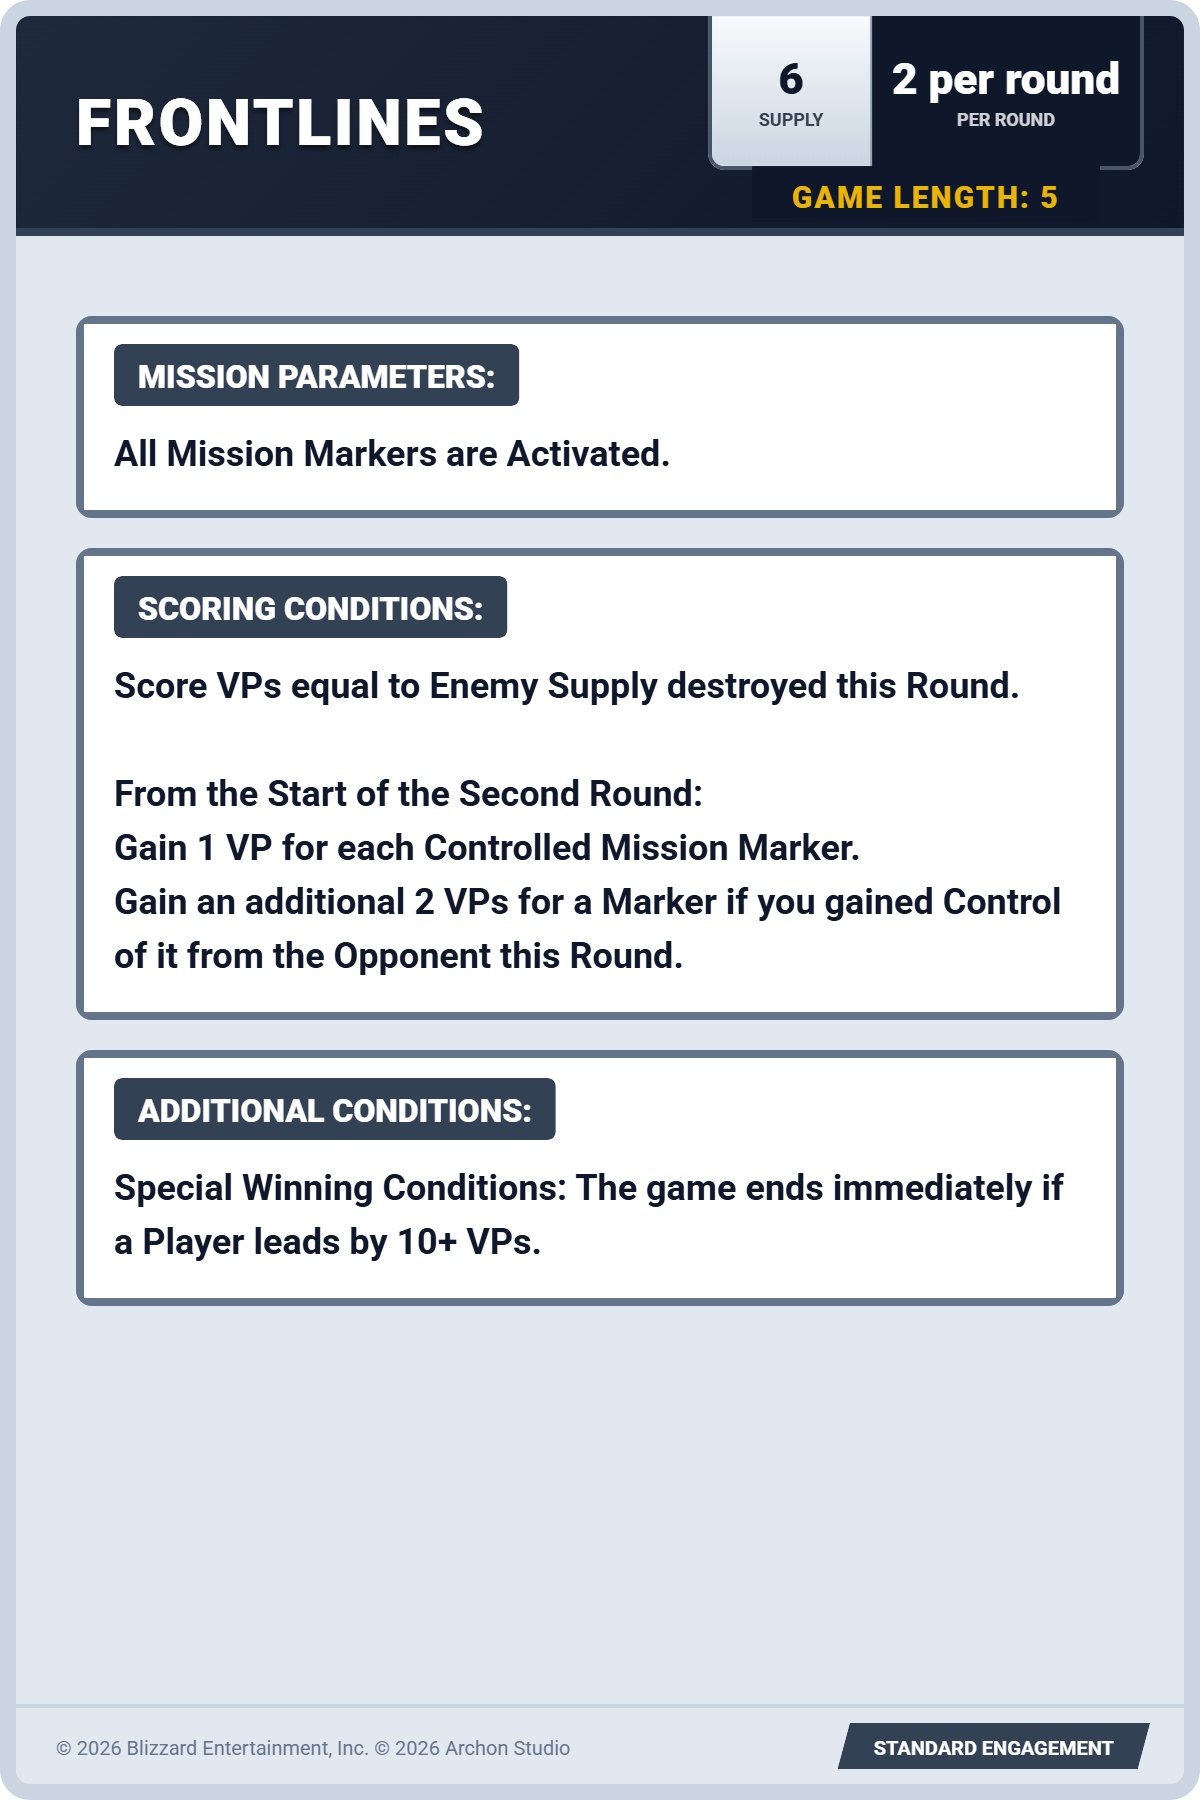 FRONTLINES
6
SUPPLY
2 per round
PER ROUND
GAME LENGTH: 5
MISSION PARAMETERS:
All Mission Markers are Activated.
SCORING CONDITIONS:
Score VPs equal to Enemy Supply destroyed this Round.
From the Start of the Second Round:
Gain 1 VP for each Controlled Mission Marker.
Gain an additional 2 VPs for a Marker if you gained Control
of it from the Opponent this Round.
ADDITIONAL CONDITIONS:
Special Winning Conditions: The game ends immediately if
a Player leads by 10+ VPs.
© 2026 Blizzard Entertainment, Inc. © 2026 Archon Studio
STANDARD ENGAGEMENT